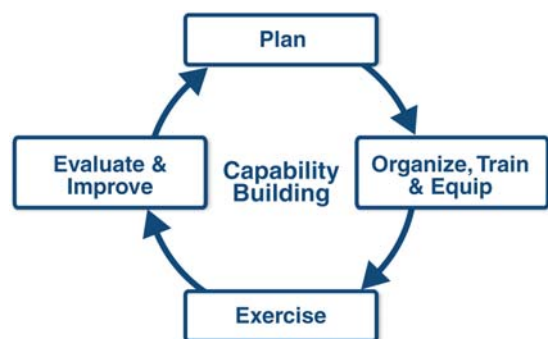 Plan
Evaluate &
Improve
Capability
Building
Organize, Train
& Equip
Exercise